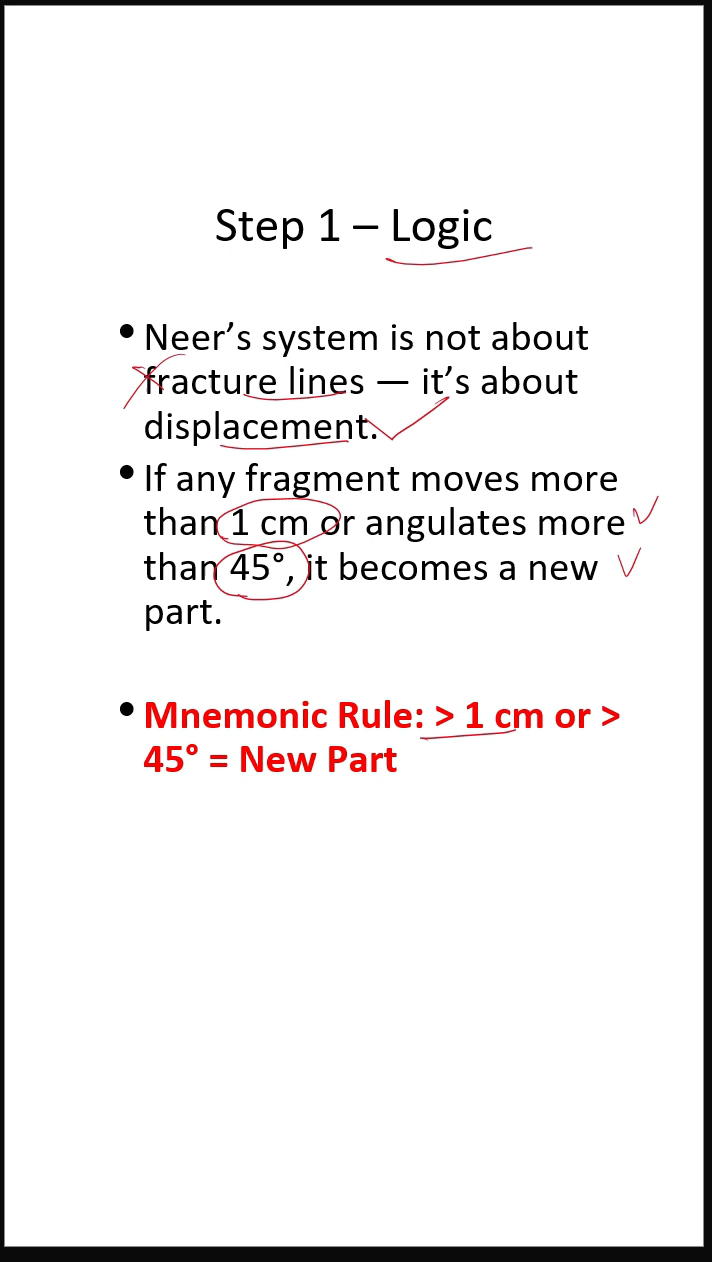 Step 1 – Logic
• Neer’s system is not about
fracture lines — it’s about
displacement.
• If any fragment moves more
than 1 cm or angulates more
than 45°, it becomes a new
part.
• Mnemonic Rule: > 1 cm or >
45° = New Part